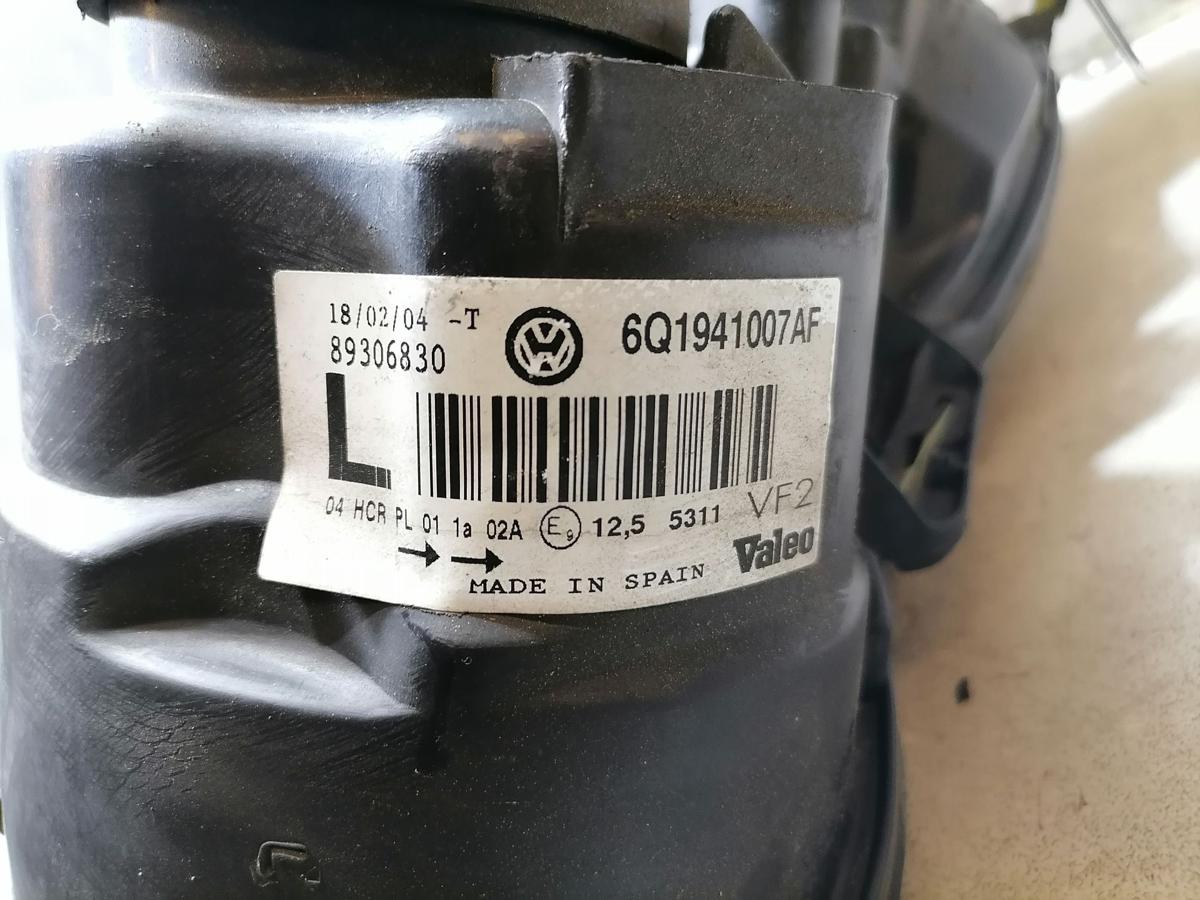 18/02/04 -T
89306830
6Q1941007AF
L
04 HCR PL 01 1a 02A E9 12,5 5311 VF2
Valeo
MADE IN SPAIN